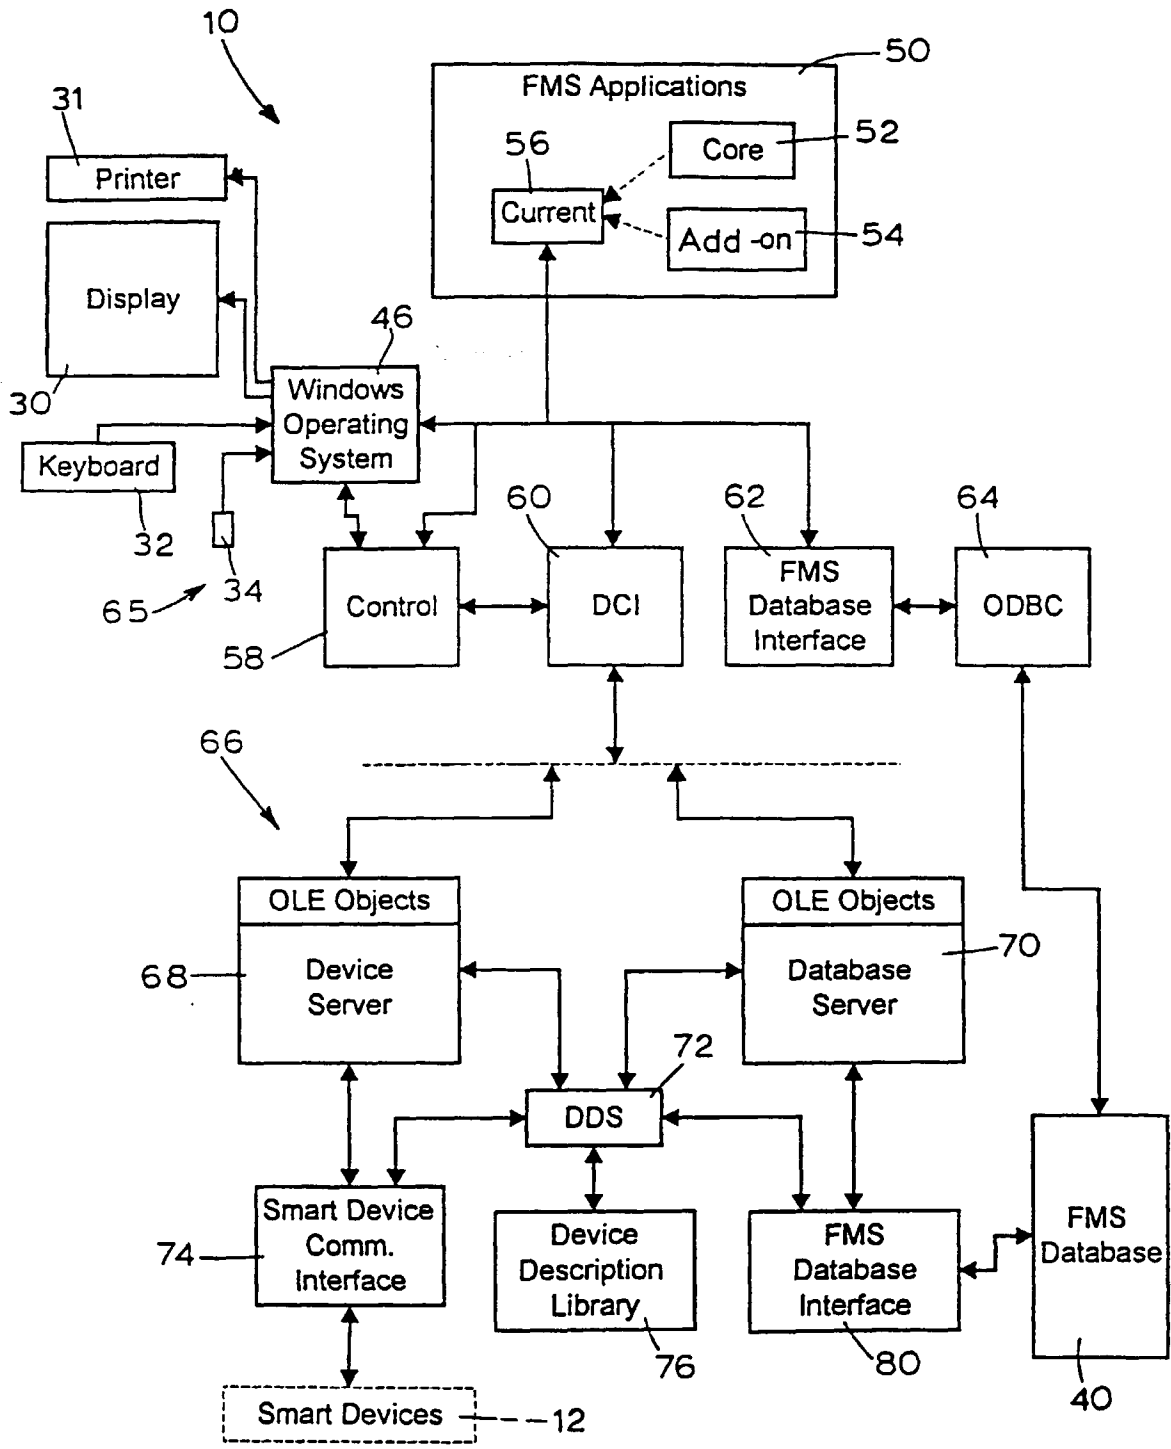 10
50
FMS Applications
31
52
Core
56
Printer
Current
54
Add-on
Display
46
30
Windows
Operating
System
Keyboard
60
62
64
32
34
65
FMS
Database
Interface
Control
DCI
ODBC
58
66
OLE Objects
OLE Objects
70
68
Device
Server
Database
Server
72
DDS
Smart Device
Comm.
Interface
74
Device
Description
Library
FMS
Database
Interface
FMS
Database
76
80
40
Smart Devices
12